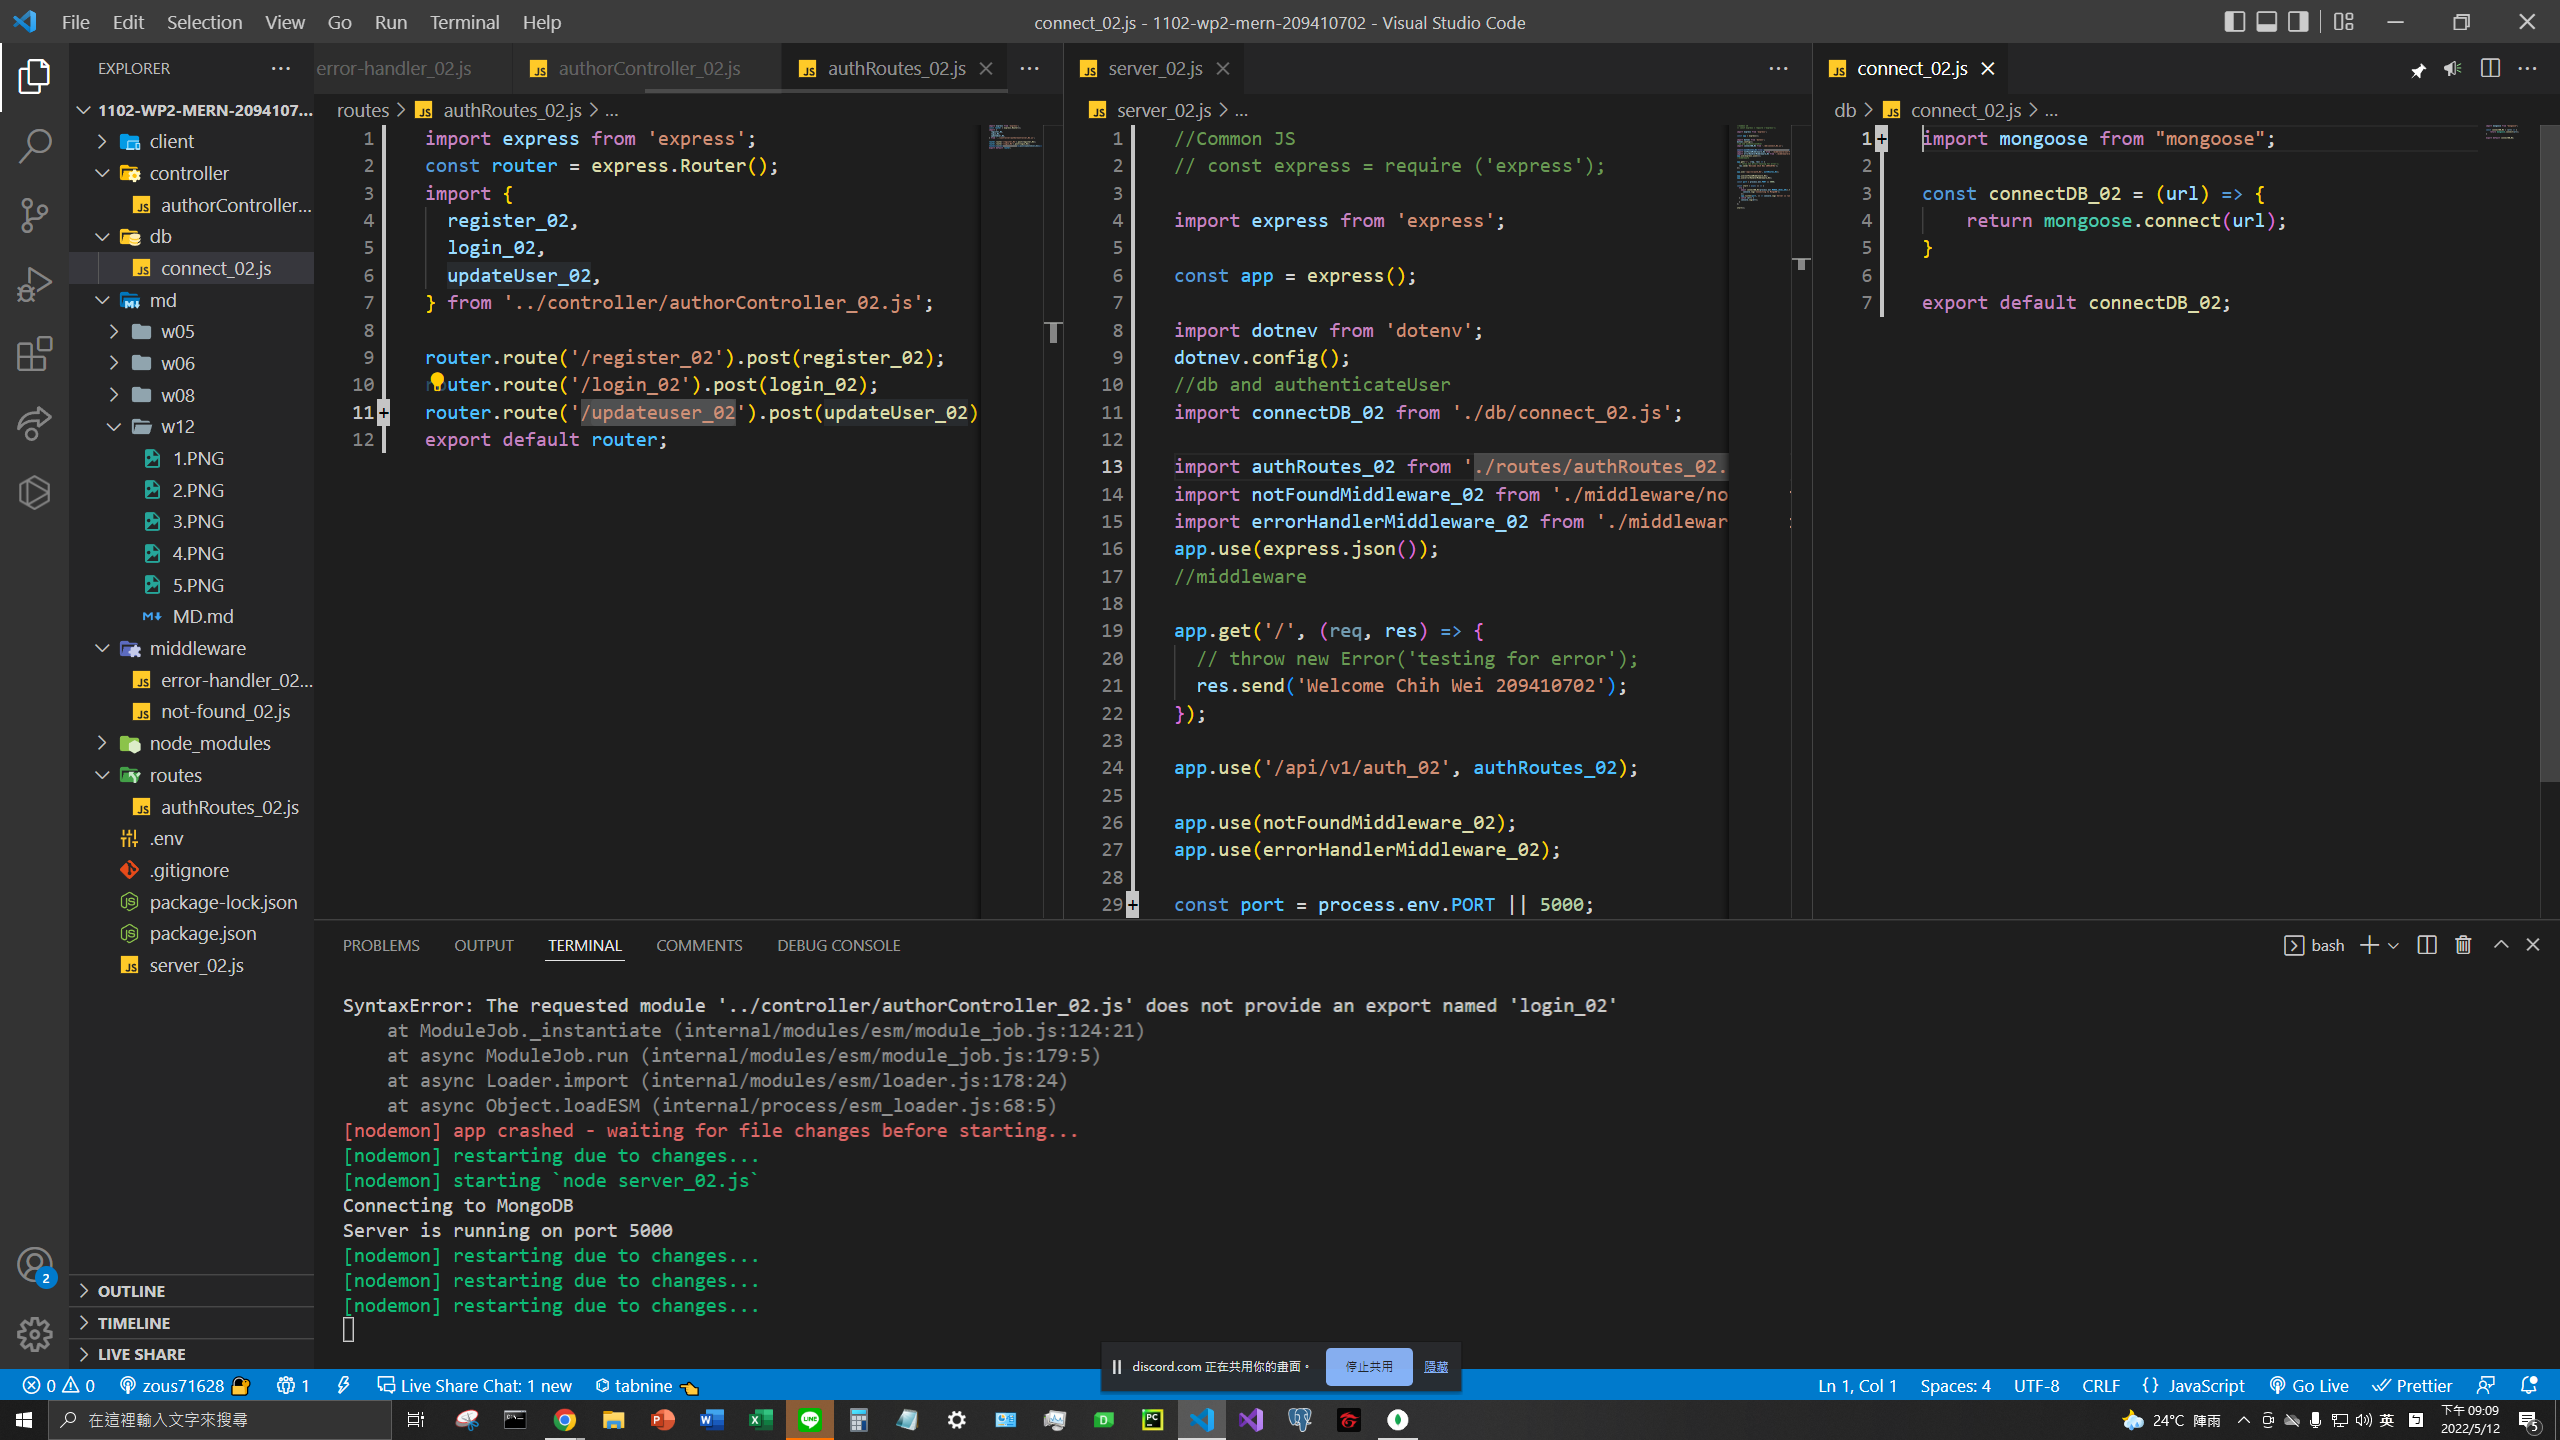 File Edit Selection View Go Run Terminal Help
connect_02.js - 1102-wp2-mern-209410702 - Visual Studio Code
EXPLORER
1102-WP2-MERN-2094107...
client
controller
authorController...
db
connect_02.js
md
w05
w06
w08
w12
1.PNG
2.PNG
3.PNG
4.PNG
5.PNG
MD.md
middleware
error-handler_02...
not-found_02.js
node_modules
routes
authRoutes_02.js
.env
.gitignore
package-lock.json
package.json
server_02.js
OUTLINE
TIMELINE
LIVE SHARE
error-handler_02.js authorController_02.js authRoutes_02.js
routes > authRoutes_02.js > ...
1 import express from 'express';
2 const router = express.Router();
3 import {
4 register_02,
5 login_02,
6 updateUser_02,
7 } from '../controller/authorController_02.js';
8
9 router.route('/register_02').post(register_02);
10 router.route('/login_02').post(login_02);
11 router.route('/updateuser_02').post(updateUser_02)
12 export default router;
server_02.js
server_02.js > ...
1 //Common JS
2 // const express = require ('express');
3
4 import express from 'express';
5
6 const app = express();
7
8 import dotnev from 'dotenv';
9 dotnev.config();
10 //db and authenticateUser
11 import connectDB_02 from './db/connect_02.js';
12
13 import authRoutes_02 from './routes/authRoutes_02.
14 import notFoundMiddleware_02 from './middleware/no
15 import errorHandlerMiddleware_02 from './middlewar
16 app.use(express.json());
17 //middleware
18
19 app.get('/', (req, res) => {
20 // throw new Error('testing for error');
21 res.send('Welcome Chih Wei 209410702');
22 });
23
24 app.use('/api/v1/auth_02', authRoutes_02);
25
26 app.use(notFoundMiddleware_02);
27 app.use(errorHandlerMiddleware_02);
28
29 const port = process.env.PORT || 5000;
connect_02.js
db > connect_02.js > ...
1 import mongoose from "mongoose";
2
3 const connectDB_02 = (url) => {
4 return mongoose.connect(url);
5 }
6
7 export default connectDB_02;
PROBLEMS OUTPUT TERMINAL COMMENTS DEBUG CONSOLE
bash
SyntaxError: The requested module '../controller/authorController_02.js' does not provide an export named 'login_02'
at ModuleJob._instantiate (internal/modules/esm/module_job.js:124:21)
at async ModuleJob.run (internal/modules/esm/module_job.js:179:5)
at async Loader.import (internal/modules/esm/loader.js:178:24)
at async Object.loadESM (internal/process/esm_loader.js:68:5)
[nodemon] app crashed - waiting for file changes before starting...
[nodemon] restarting due to changes...
[nodemon] starting `node server_02.js`
Connecting to MongoDB
Server is running on port 5000
[nodemon] restarting due to changes...
[nodemon] restarting due to changes...
[nodemon] restarting due to changes...
discord.com 正在共用你的畫面。 停止共用 隱藏
2
0 0 zous71628 1 Live Share Chat: 1 new tabnine
Ln 1, Col 1 Spaces: 4 UTF-8 CRLF {} JavaScript Go Live Prettier
在這裡輸入文字來搜尋
24°C 陣雨 英
下午 09:09
2022/5/12
5